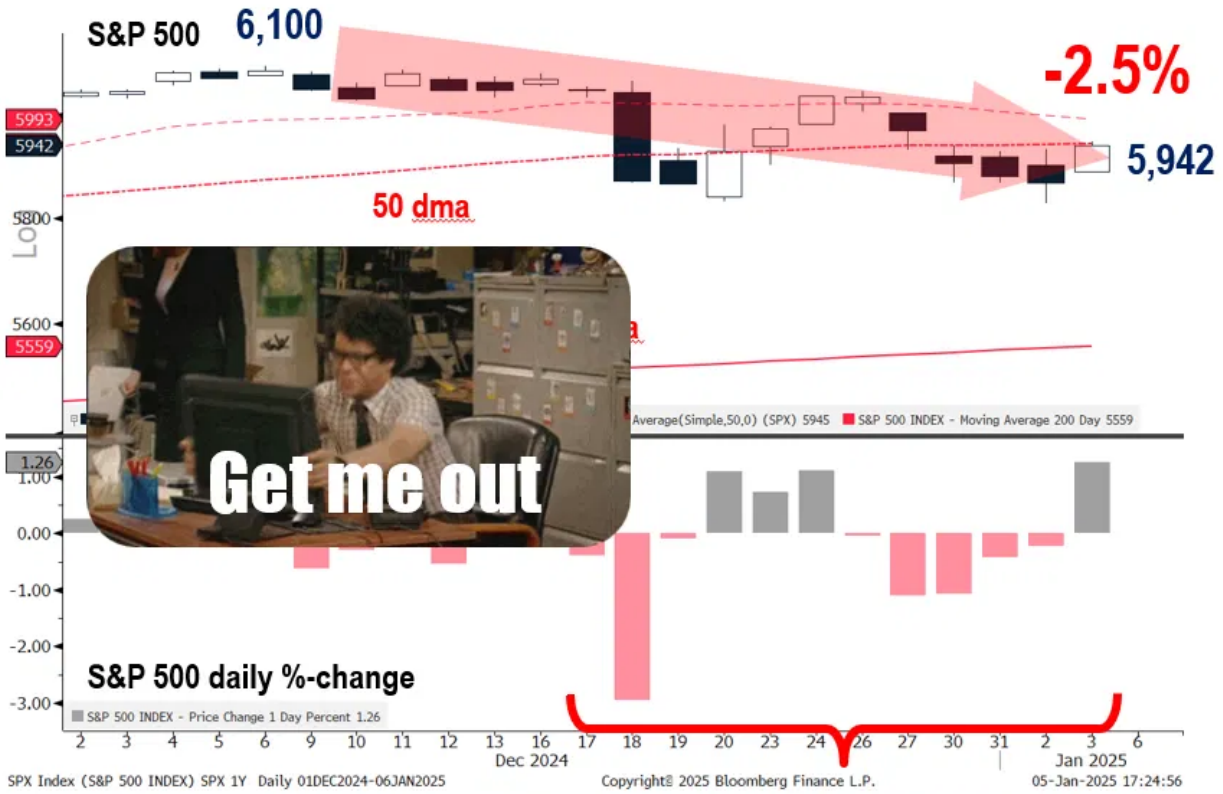 S&P 500 6,100
-2.5%
5993
5942
5,942
50 dma
5800
Lo
5600
a
5559
Average(Simple,50,0) (SPX) 5945 S&P 500 INDEX - Moving Average 200 Day 5559
Get me out
1.26
1.00
0.00
-1.00
-2.00
-3.00
S&P 500 daily %-change
S&P 500 INDEX - Price Change 1 Day Percent 1.26
2 3 4 5 6 9 10 11 12 13 16 17 18 19 20 23 24 26 27 30 31 2 3 6
Dec 2024 Jan 2025
SPX Index (S&P 500 INDEX) SPX 1Y Daily 01DEC2024-06JAN2025 Copyright© 2025 Bloomberg Finance L.P. 05-Jan-2025 17:24:56